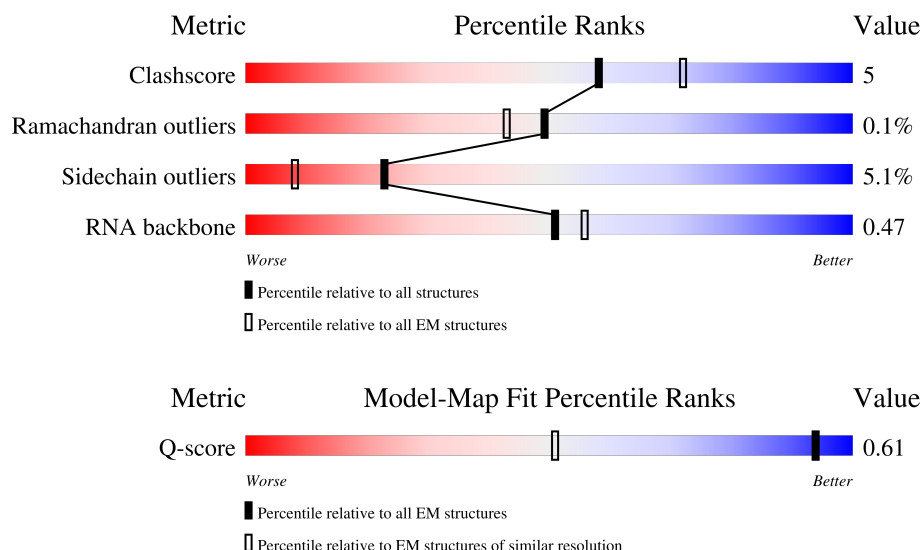 Metric Percentile Ranks Value
Clashscore 5
Ramachandran outliers 0.1%
Sidechain outliers 5.1%
RNA backbone 0.47
Worse Better
Percentile relative to all structures
Percentile relative to all EM structures
Metric Model-Map Fit Percentile Ranks Value
Q-score 0.61
Worse Better
Percentile relative to all EM structures
Percentile relative to EM structures of similar resolution